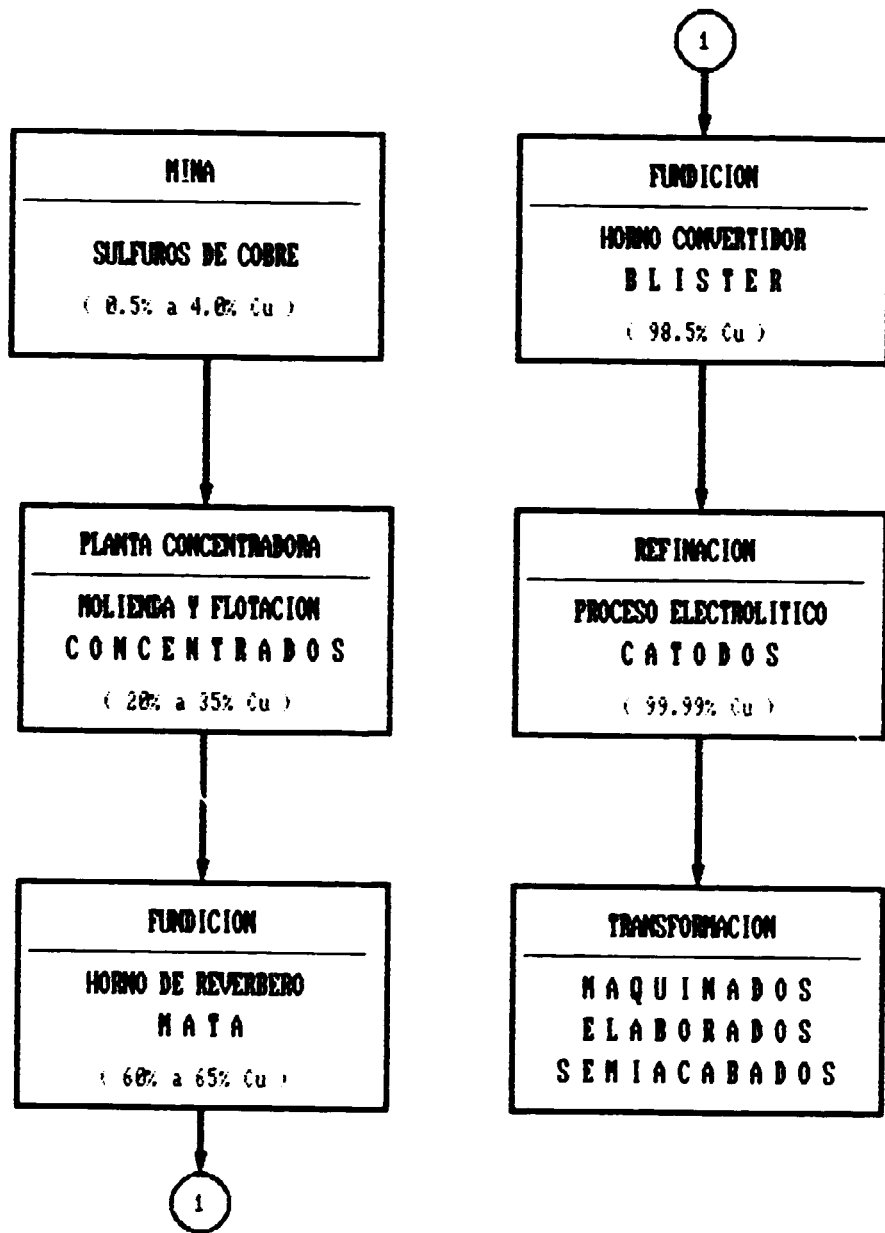 MINA
SULFUROS DE COBRE
( 0.5% a 4.0% Cu )
PLANTA CONCENTRADORA
MOLIENDA Y FLOTACION
C O N C E N T R A D O S
( 20% a 35% Cu )
FUNDICION
HORNO DE REVERBERO
M A T A
( 60% a 65% Cu )
1
1
FUNDICION
HORNO CONVERTIDOR
B L I S T E R
( 98.5% Cu )
REFINACION
PROCESO ELECTROLITICO
C A T O D O S
( 99.99% Cu )
TRANSFORMACION
M A Q U I N A D O S
E L A B O R A D O S
S E M I A C A B A D O S